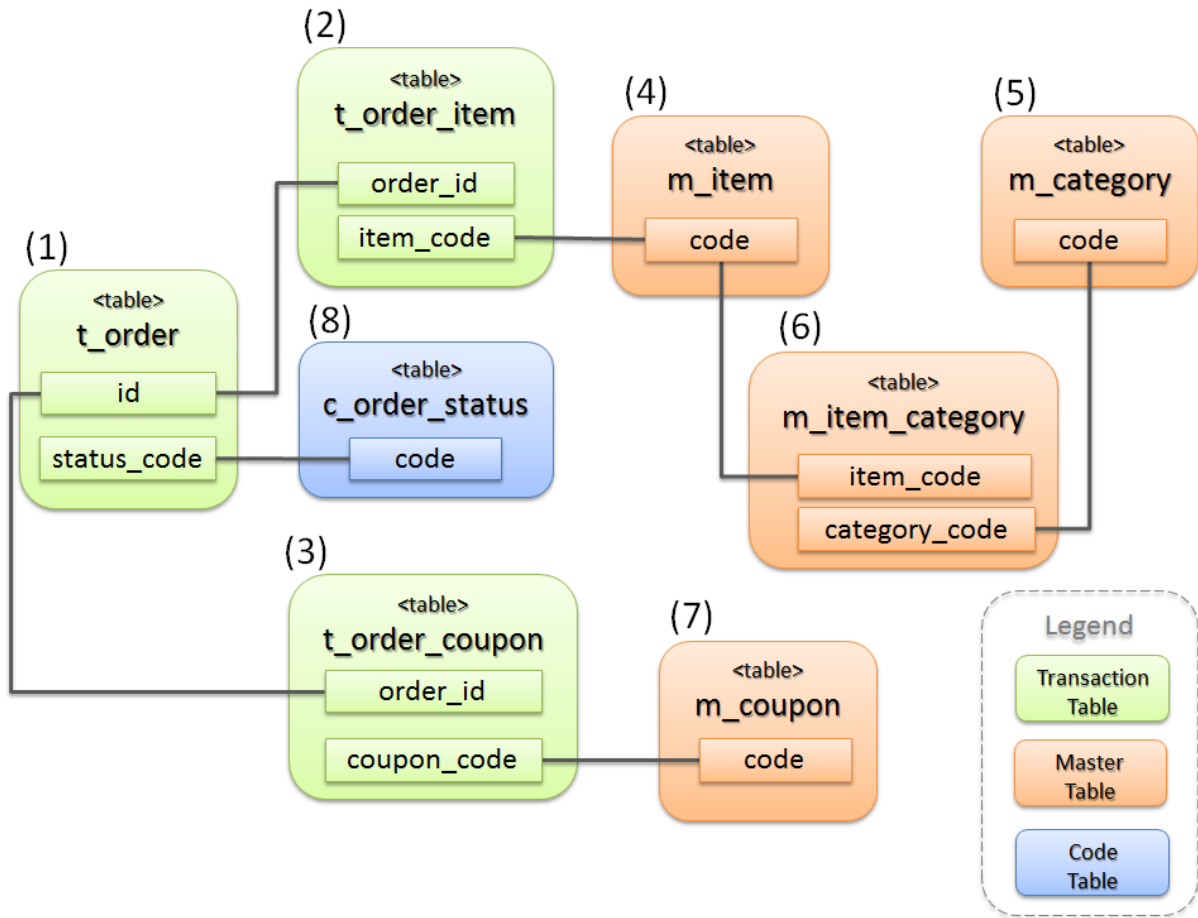 (1)
<table>
t_order
id
status_code
(2)
<table>
t_order_item
order_id
item_code
(8)
<table>
c_order_status
code
(3)
<table>
t_order_coupon
order_id
coupon_code
(4)
<table>
m_item
code
(5)
<table>
m_category
code
(6)
<table>
m_item_category
item_code
category_code
(7)
<table>
m_coupon
code
Legend
Transaction
Table
Master
Table
Code
Table